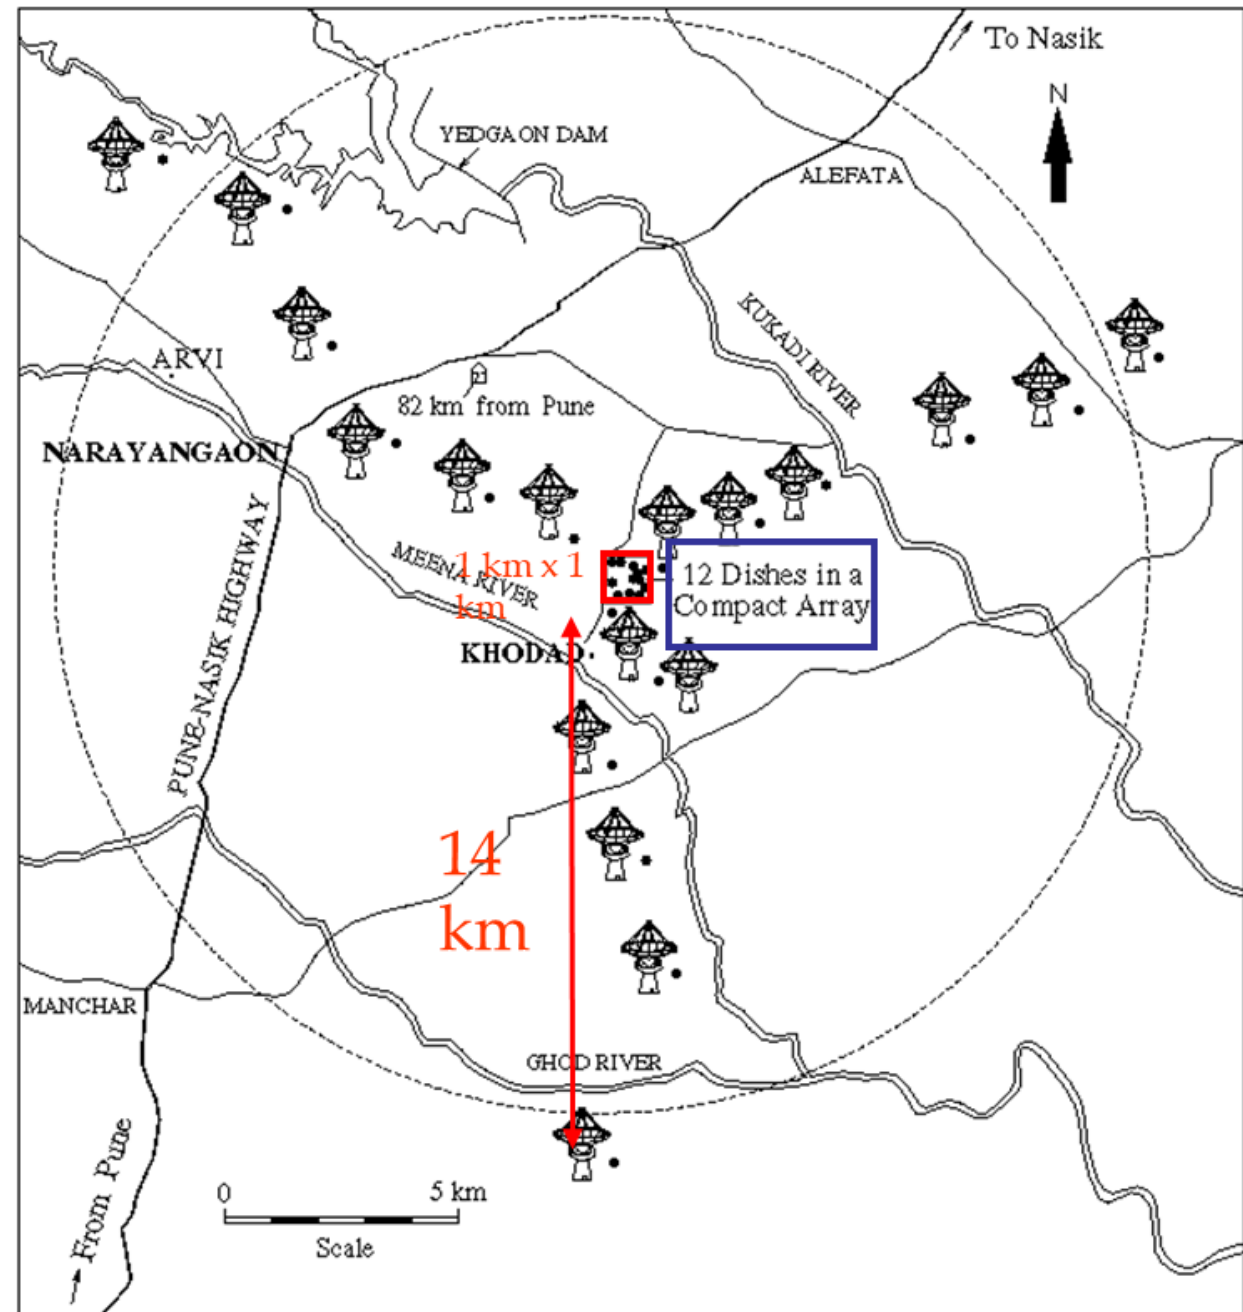 To Nasik
N
YEDGAON DAM
ALEFATA
KUKADI RIVER
ARVI
21
82 km from Pune
NARAYANGAON
PUNE-NASIK HIGHWAY
MEENA RIVER
1 km x 1
km
12 Dishes in a
Compact Array
KHODAD
14
km
MANCHAR
GHOD RIVER
From Pune
0 5 km
Scale